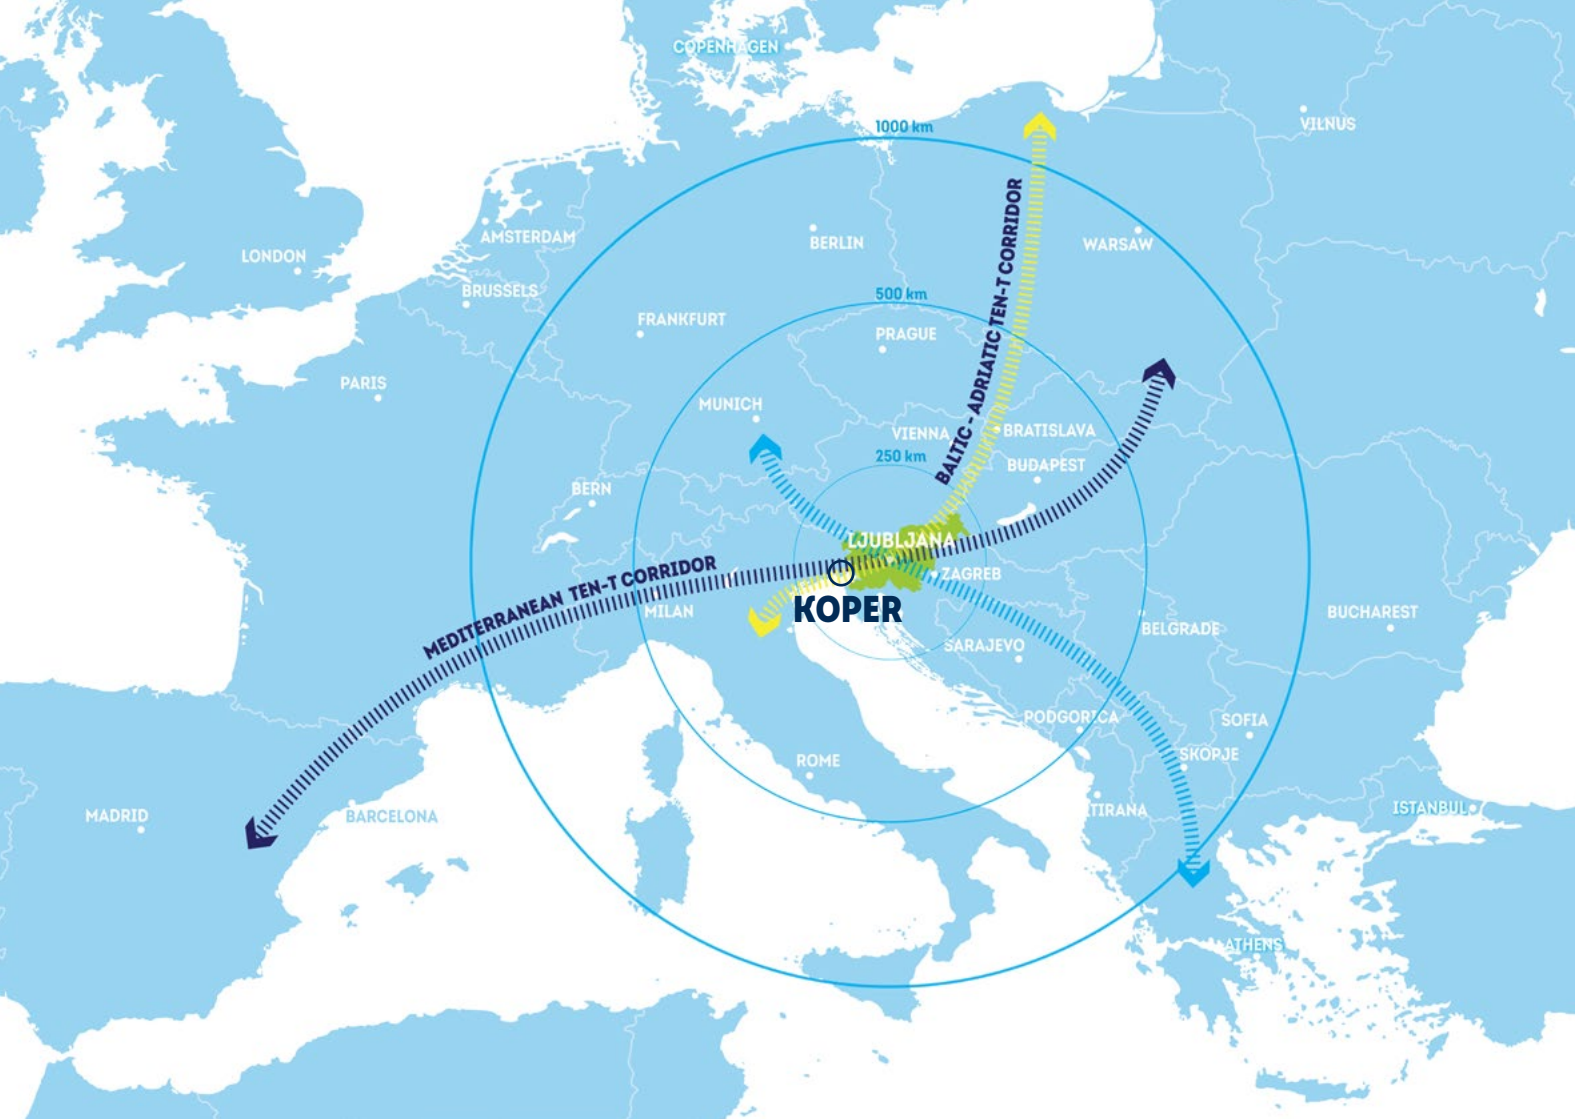 COPENHAGEN
1000 km
VILNUS
BALTIC - ADRIATIC TEN-T CORRIDOR
AMSTERDAM
BERLIN
WARSAW
LONDON
BRUSSELS
500 km
FRANKFURT
PRAGUE
PARIS
MUNICH
VIENNA
BRATISLAVA
250 km
BUDAPEST
BERN
LJUBLJANA
MEDITERRANEAN TEN-T CORRIDOR
ZAGREB
MILAN
KOPER
BUCHAREST
BELGRADE
SARAJEVO
PODGORICA
SOFIA
SKOPJE
ROME
MADRID
BARCELONA
TIRANA
ISTANBUL
ATHENS